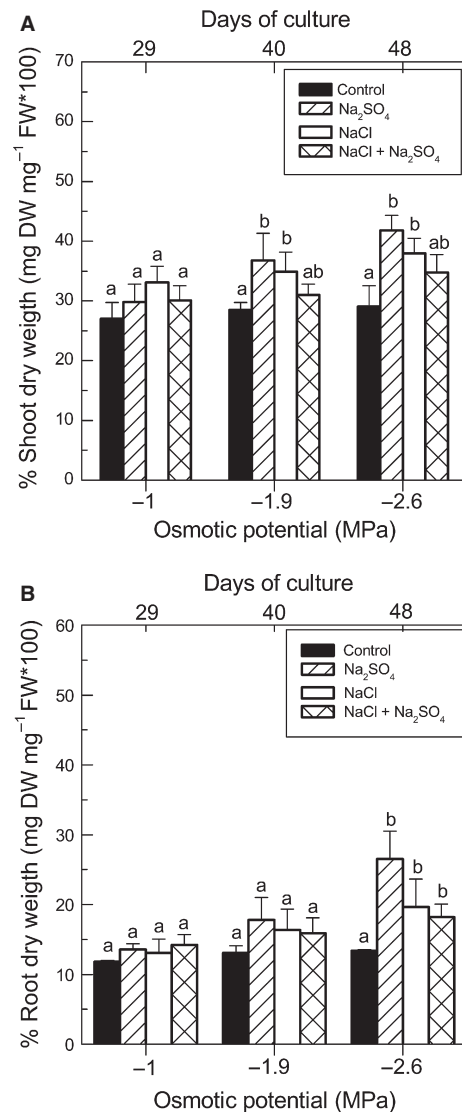 A
Days of culture
29 40 48
70
60
50
40
30
20
10
0
% Shoot dry weigth (mg DW mg⁻¹ FW*100)
Control
Na₂SO₄
NaCl
NaCl + Na₂SO₄
a a a a
a b b ab
a b b ab
–1 –1.9 –2.6
Osmotic potential (MPa)
B
Days of culture
29 40 48
60
50
40
30
20
10
0
% Root dry weigth (mg DW mg⁻¹ FW*100)
Control
Na₂SO₄
NaCl
NaCl + Na₂SO₄
a a a a
a a a a
a b b b
–1 –1.9 –2.6
Osmotic potential (MPa)